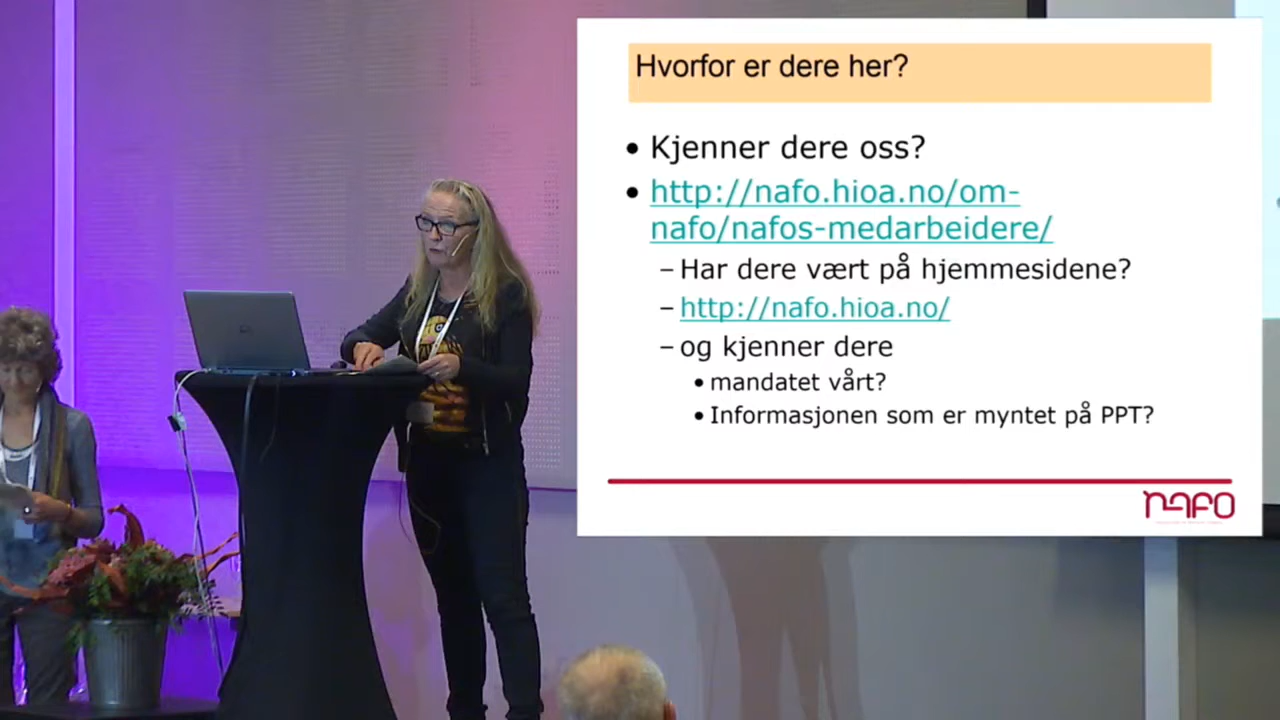 Hvorfor er dere her?
• Kjenner dere oss?
• http://nafo.hioa.no/om-
nafo/nafos-medarbeidere/
– Har dere vært på hjemmesidene?
– http://nafo.hioa.no/
– og kjenner dere
• mandatet vårt?
• Informasjonen som er myntet på PPT?
NAFO